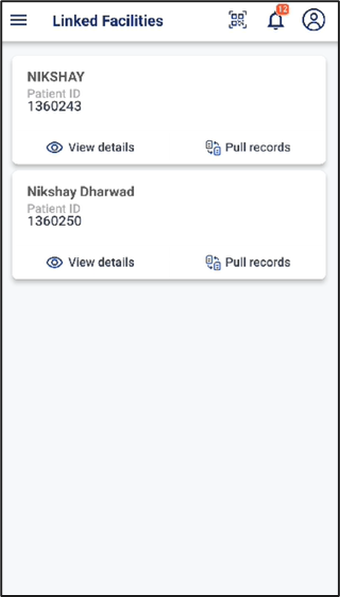 Linked Facilities
12
NIKSHAY
Patient ID
1360243
View details
Pull records
Nikshay Dharwad
Patient ID
1360250
View details
Pull records